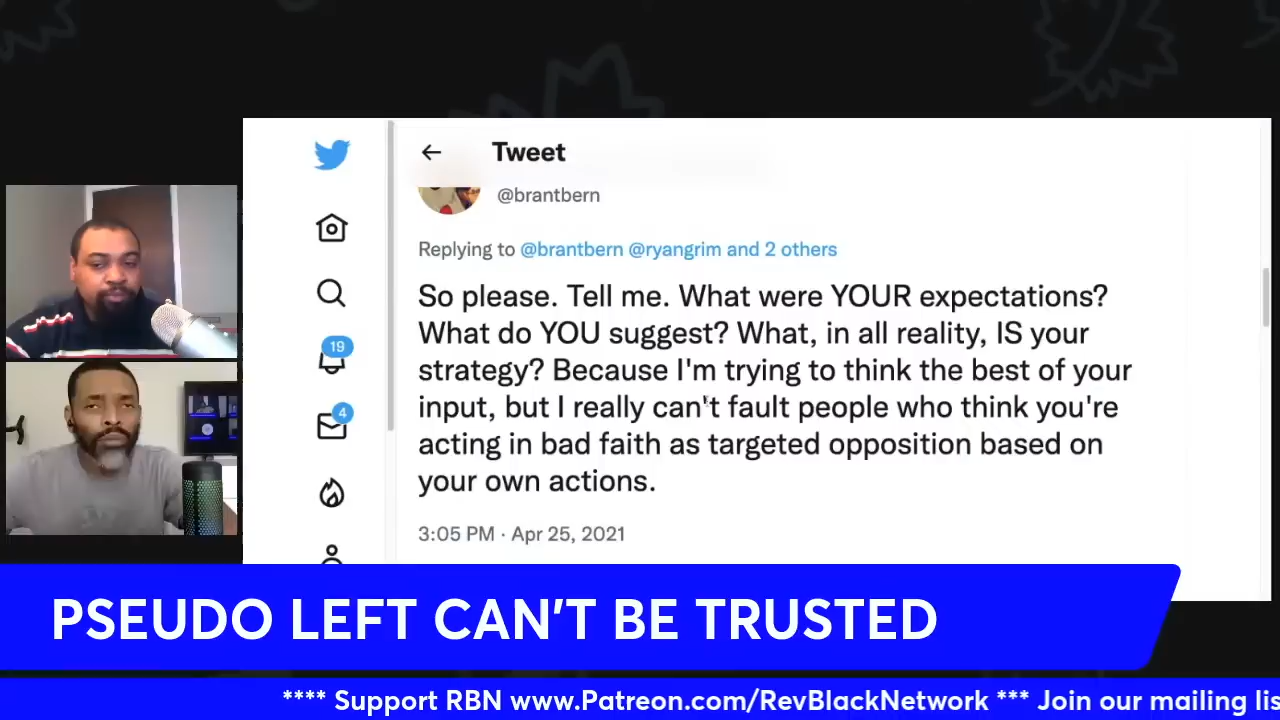 Tweet
@brantbern
Replying to @brantbern @ryangrim and 2 others
So please. Tell me. What were YOUR expectations?
What do YOU suggest? What, in all reality, IS your
strategy? Because I'm trying to think the best of your
input, but I really can't fault people who think you're
acting in bad faith as targeted opposition based on
your own actions.
3:05 PM · Apr 25, 2021
19
4
PSEUDO LEFT CAN'T BE TRUSTED
**** Support RBN www.Patreon.com/RevBlackNetwork *** Join our mailing lis